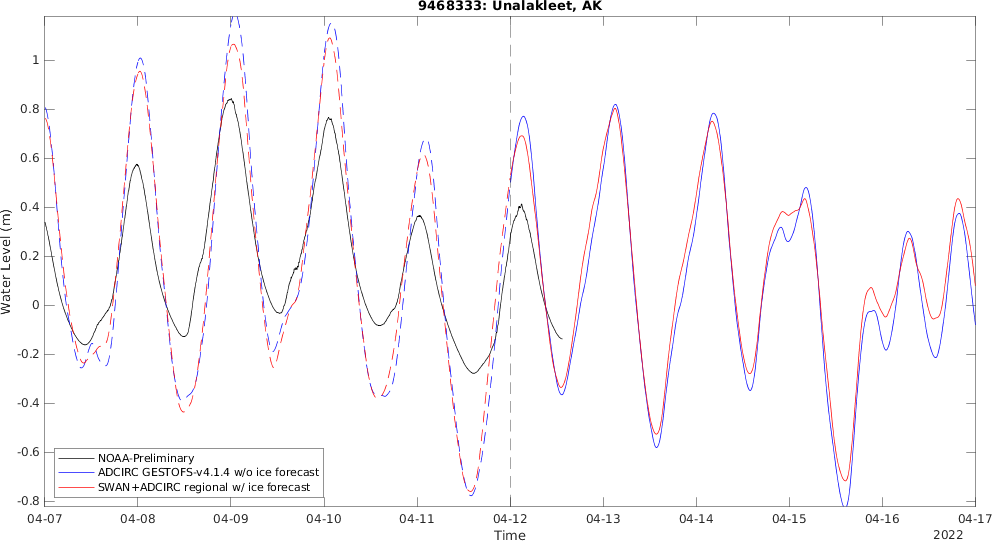 9468333: Unalakleet, AK
Water Level (m)
1
0.8
0.6
0.4
0.2
0
-0.2
-0.4
-0.6
-0.8
NOAA-Preliminary
ADCIRC GESTOFS-v4.1.4 w/o ice forecast
SWAN+ADCIRC regional w/ ice forecast
04-07 04-08 04-09 04-10 04-11 04-12 04-13 04-14 04-15 04-16 04-17
Time
2022